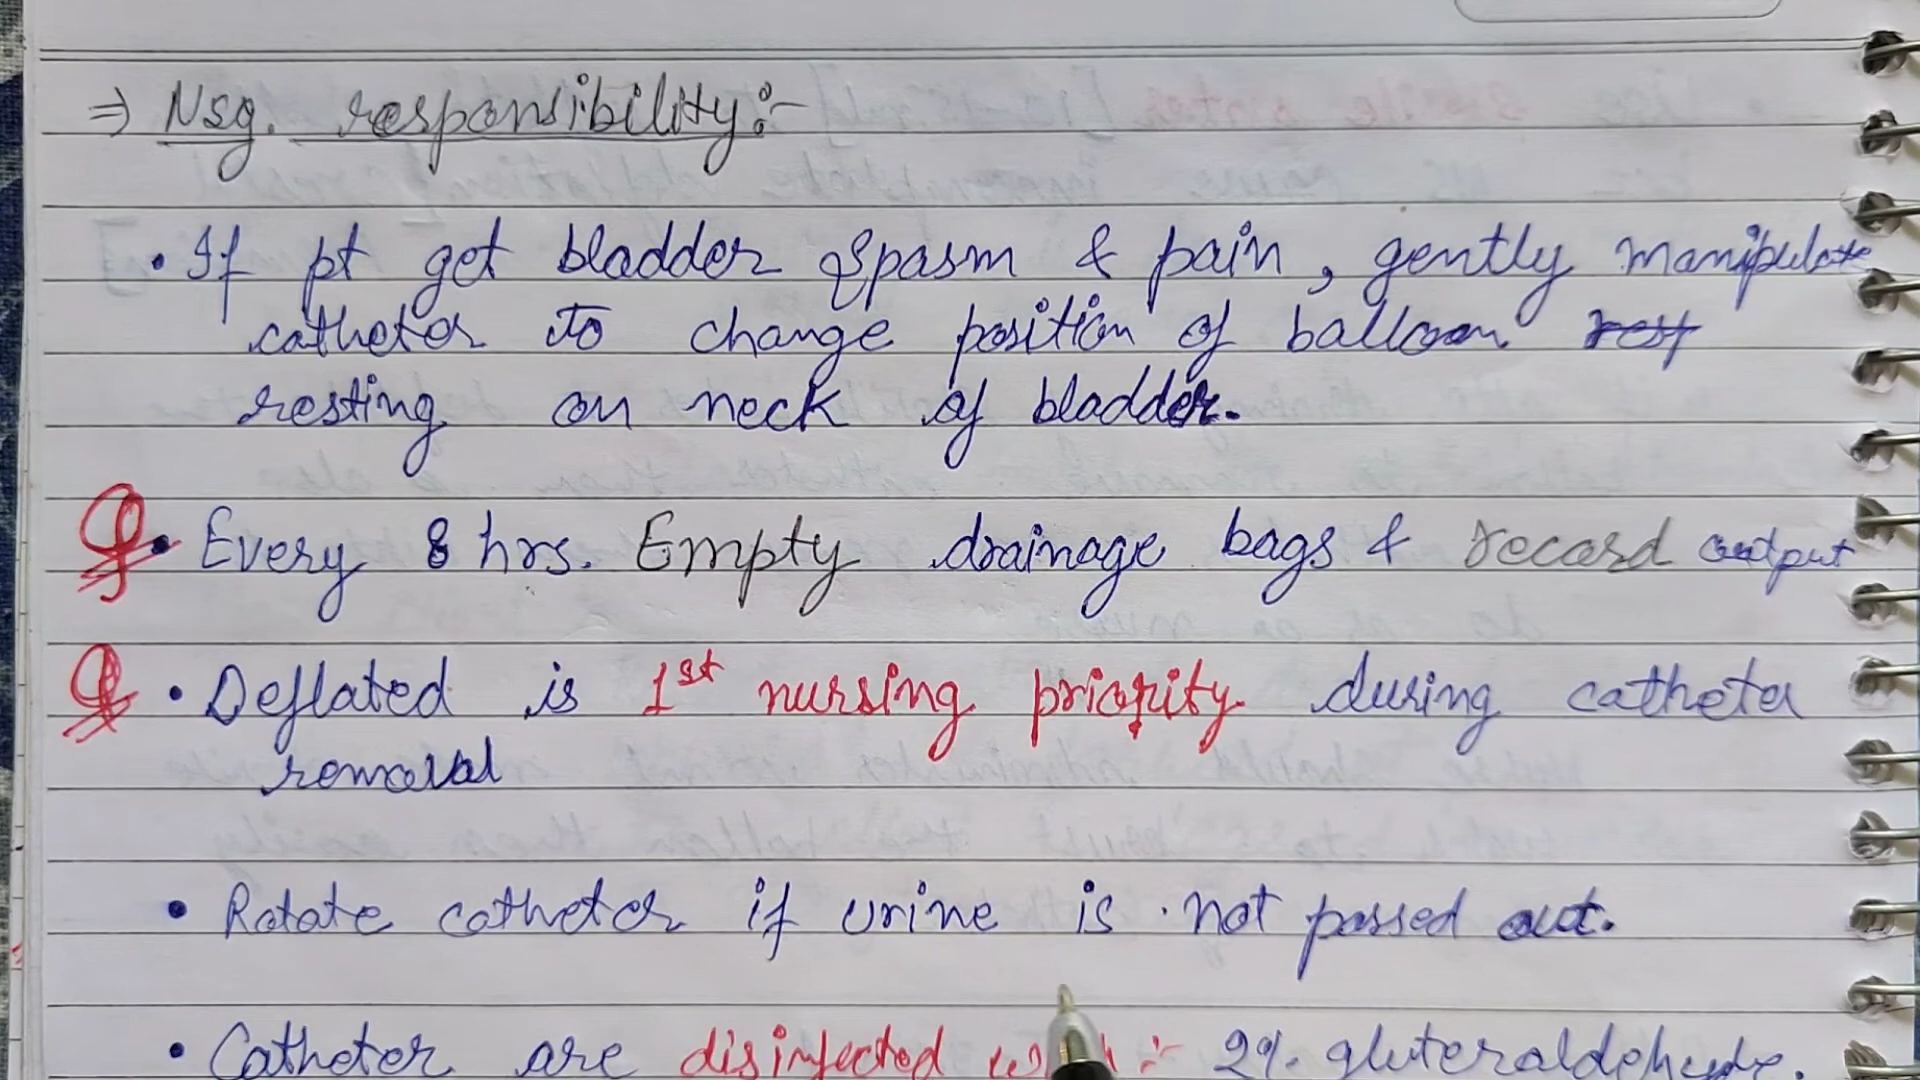 ⇒ Nsg. responsibility:-
• If pt get bladder spasm & pain, gently manipulate
catheter to change position of balloon
resting on neck of bladder.
Q • Every 8 hrs. Empty drainage bags & record output
Q • Deflated is 1st nursing priority during catheter
removal
• Rotate catheter if urine is not passed out.
• Catheter are disinfected with :- 2% gluteraldehyde.